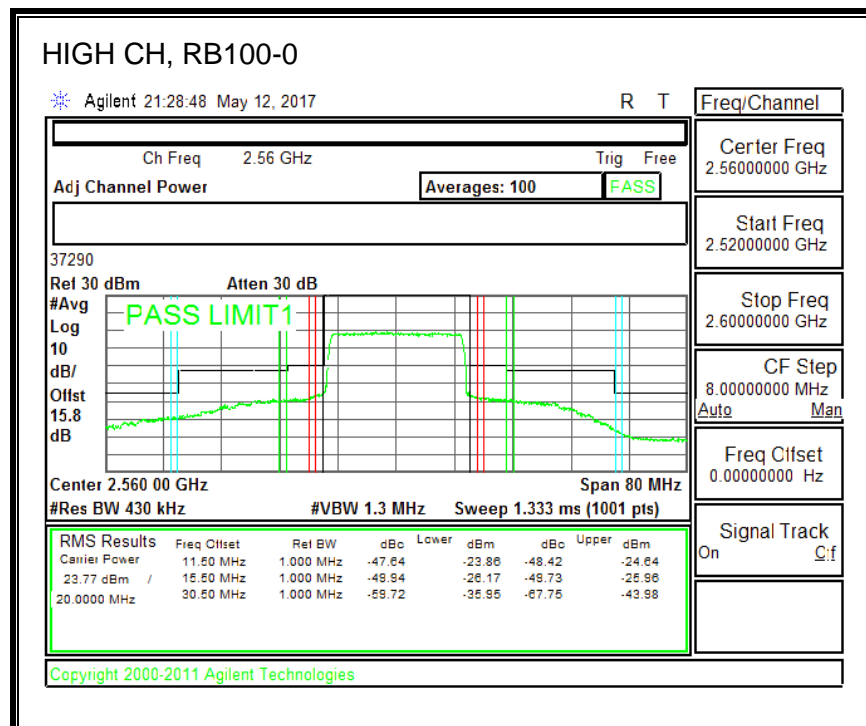 HIGH CH, RB100-0
Agilent 21:28:48 May 12, 2017 R T
Freq/Channel
Ch Freq 2.56 GHz Trig Free
Adj Channel Power Averages: 100 PASS
Center Freq
2.56000000 GHz
Start Freq
2.52000000 GHz
Stop Freq
2.60000000 GHz
CF Step
8.00000000 MHz
Auto Man
Freq Offset
0.00000000 Hz
Signal Track
On Off
37290
Ref 30 dBm Atten 30 dB
#Avg
Log
10
dB/
Offst
15.8
dB
PASS LIMIT1
Center 2.560 00 GHz Span 80 MHz
#Res BW 430 kHz #VBW 1.3 MHz Sweep 1.333 ms (1001 pts)
RMS Results Freq Offset Ref BW dBc Lower dBm dBc Upper dBm
Carrier Power 11.50 MHz 1.000 MHz -47.64 -23.86 -48.42 -24.64
23.77 dBm / 15.50 MHz 1.000 MHz -49.94 -26.17 -49.73 -25.96
20.0000 MHz 30.50 MHz 1.000 MHz -59.72 -35.95 -67.75 -43.98
Copyright 2000-2011 Agilent Technologies